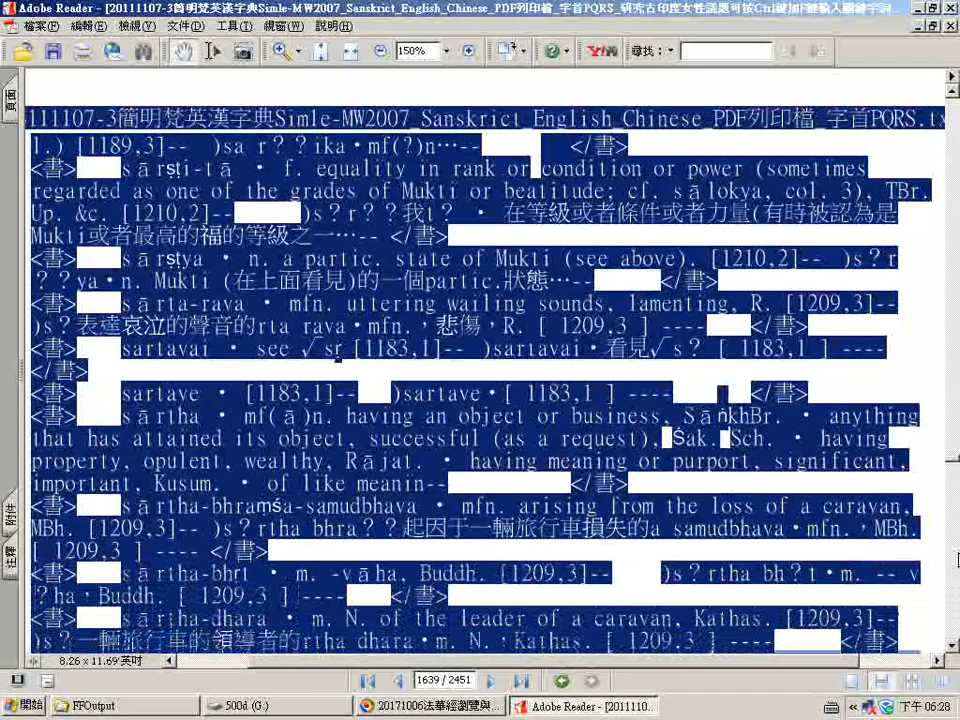 Adobe Reader - [20111107-3簡明梵英漢字典Simle-MW2007_Sanskrict_English_Chinese_PDF列印檔_字首PQRS_研究古印度女性議題可按Ctrl鍵加F鍵輸入關鍵字詞
檔案(F) 編輯(E) 檢視(V) 文件(D) 工具(T) 視窗(W) 說明(H)
150% 尋找:
頁面
111107-3簡明梵英漢字典Simle-MW2007_Sanskrict_English_Chinese_PDF列印檔_字首PQRS.tx
1.) [1189,3]-- )sa r??ika•mf(?)n…-- </書>
<書> sārṣṭi-tā • f. equality in rank or condition or power (sometimes
regarded as one of the grades of Mukti or beatitude; cf. sālokya, col. 3), TBr.
Up. &c. [1210,2]-- )s?r??我t? • 在等級或者條件或者力量(有時被認為是
Mukti或者最高的福的等級之一…-- </書>
<書> sārṣṭya • n. a partic. state of Mukti (see above). [1210,2]-- )s?r
??ya•n. Mukti (在上面看見)的一個partic.狀態…-- </書>
<書> sārta-rava • mfn. uttering wailing sounds, lamenting, R. [1209,3]--
)s?表達哀泣的聲音的rta rava•mfn.，悲傷，R. [ 1209,3 ] ---- </書>
<書> sartavai • see √sṛ [1183,1]-- )sartavai•看見√s? [ 1183,1 ] ----
</書>
<書> sartave • [1183,1]-- )sartave•[ 1183,1 ] ---- </書>
<書> sārtha • mf(ā)n. having an object or business, SāṅkhBr. • anything
that has attained its object, successful (as a request), Śak. Sch. • having
property, opulent, wealthy, Rājat. • having meaning or purport, significant,
important, Kusum. • of like meanin-- </書>
<書> sārtha-bhraṃśa-samudbhava • mfn. arising from the loss of a caravan,
MBh. [1209,3]-- )s?rtha bhra??起因于一輛旅行車損失的a samudbhava•mfn.，MBh.
[ 1209,3 ] ---- </書>
<書> sārtha-bhṛt • m. -vāha, Buddh. [1209,3]-- )s?rtha bh?t•m. -- v
?ha，Buddh. [ 1209,3 ] ---- </書>
<書> sārtha-dhara • m. N. of the leader of a caravan, Kathas. [1209,3]--
)s?一輛旅行車的領導者的rtha dhara•m. N.：Kathas. [ 1209,3 ] ---- </書>
附件
注釋
8.26 x 11.69 英吋
1639 / 2451
開始 FFOutput 500d (G:) 20171006法華經瀏覽與... Adobe Reader - [2011110... 下午 06:28